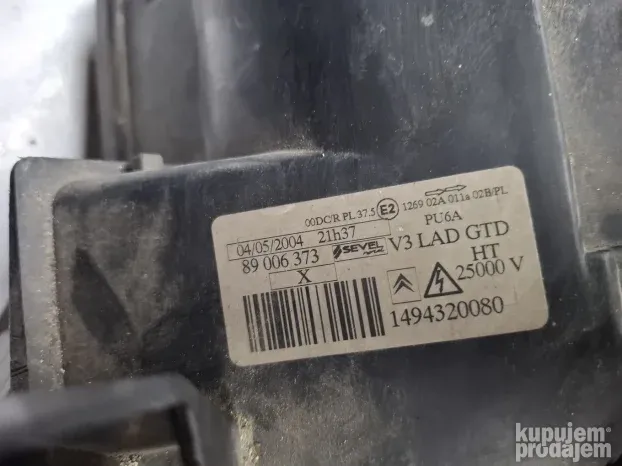 00DC/R PL 37.5 E2 1269 02A 011a 02B/PL
04/05/2004 21h37 PU6A
89 006 373 SEVEL V3 LAD GTD
X HT
25000 V
1494320080
kupujem
prodajem